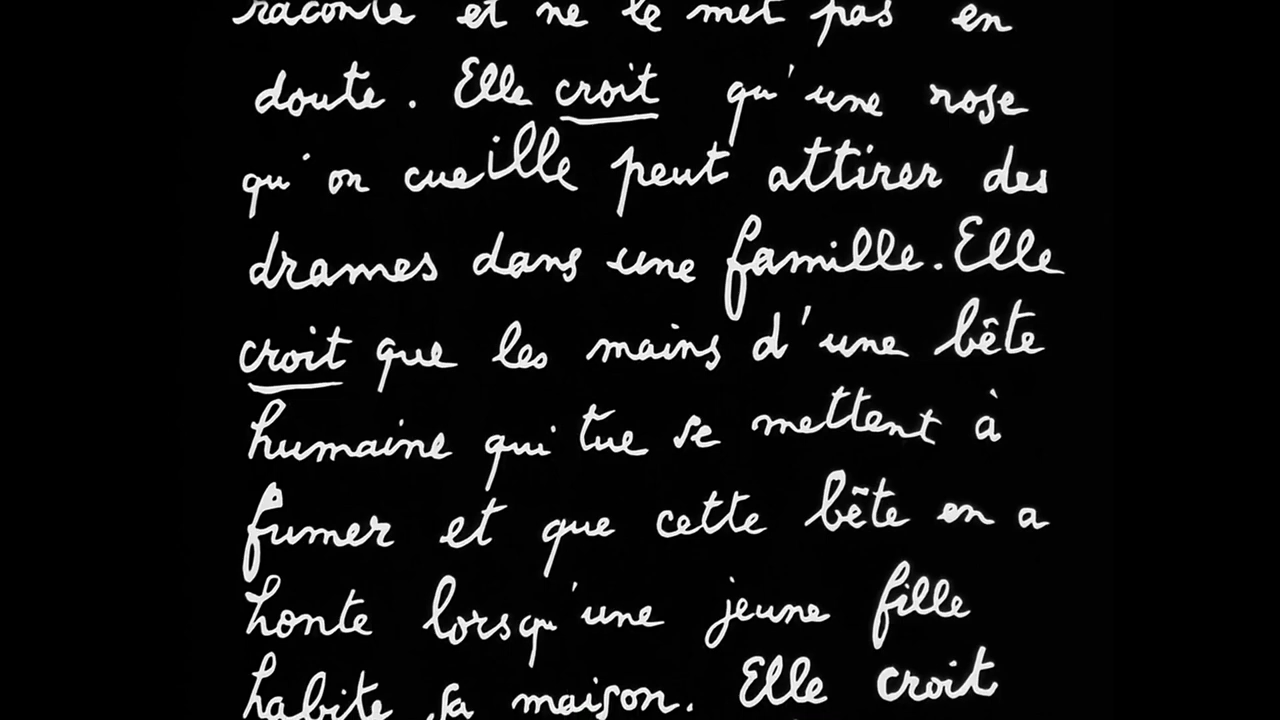 raconte et ne le met pas en
doute. Elle croit qu'une rose
qu'on cueille peut attirer des
drames dans une famille. Elle
croit que les mains d'une bête
humaine qui tue se mettent à
fumer et que cette bête en a
honte lorsqu'une jeune fille
habite sa maison. Elle croit